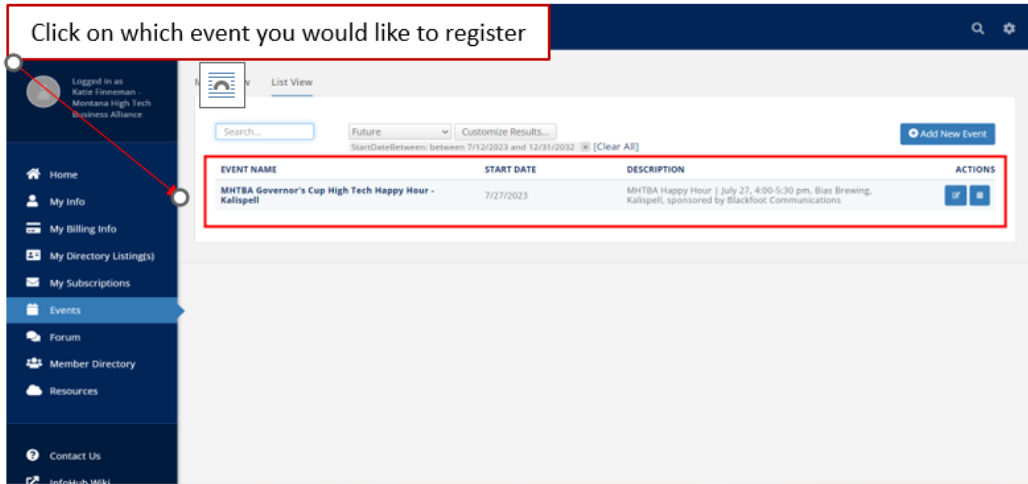 Click on which event you would like to register
Logged in as
Katie Finneman -
Montana High Tech
Business Alliance
List View
Search...
Future
Customize Results...
StartDateBetween: between 7/12/2023 and 12/31/2032 [Clear All]
Add New Event
EVENT NAME START DATE DESCRIPTION ACTIONS
MHTBA Governor's Cup High Tech Happy Hour -
Kalispell
7/27/2023
MHTBA Happy Hour | July 27, 4:00-5:30 pm, Bias Brewing,
Kalispell, sponsored by Blackfoot Communications
Home
My Info
My Billing Info
My Directory Listing(s)
My Subscriptions
Events
Forum
Member Directory
Resources
Contact Us
InfoHub Wiki